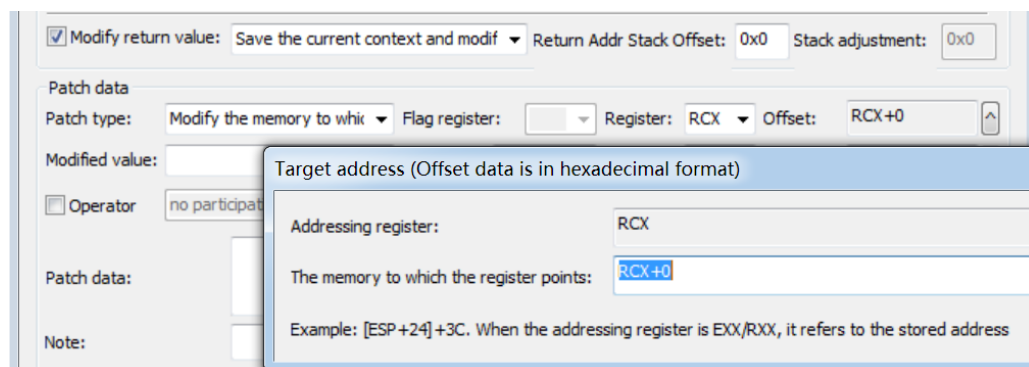 Modify return value: Save the current context and modif Return Addr Stack Offset: 0x0 Stack adjustment: 0x0
Patch data
Patch type: Modify the memory to whic Flag register: Register: RCX Offset: RCX+0
Modified value:
Target address (Offset data is in hexadecimal format)
Operator no participat
Addressing register: RCX
Patch data:
The memory to which the register points: RCX+0
Example: [ESP+24]+3C. When the addressing register is EXX/RXX, it refers to the stored address
Note: